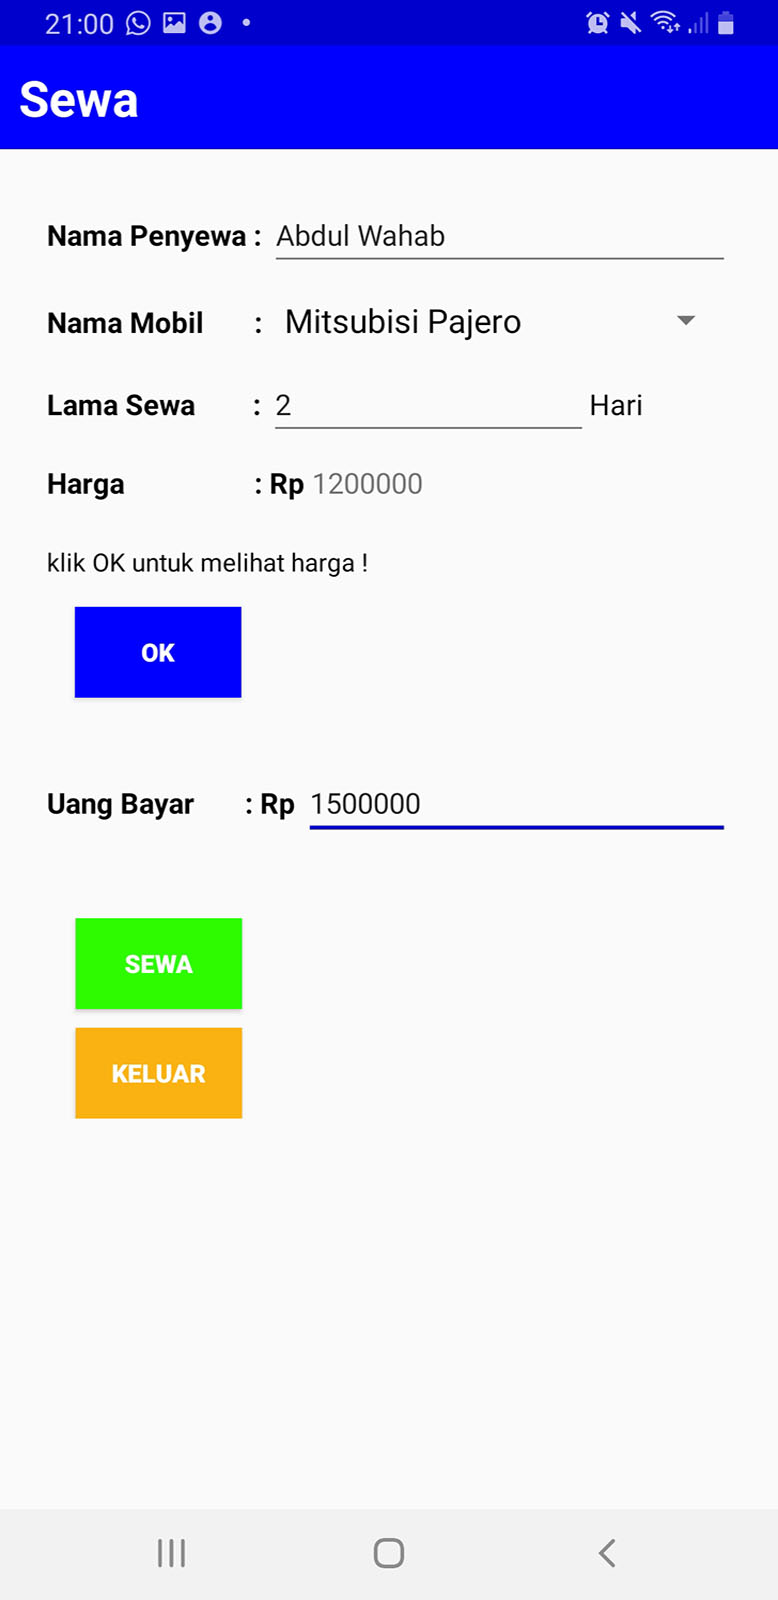 21:00
Sewa
Nama Penyewa : Abdul Wahab
Nama Mobil : Mitsubisi Pajero
Lama Sewa : 2 Hari
Harga : Rp 1200000
klik OK untuk melihat harga !
OK
Uang Bayar : Rp 1500000
SEWA
KELUAR